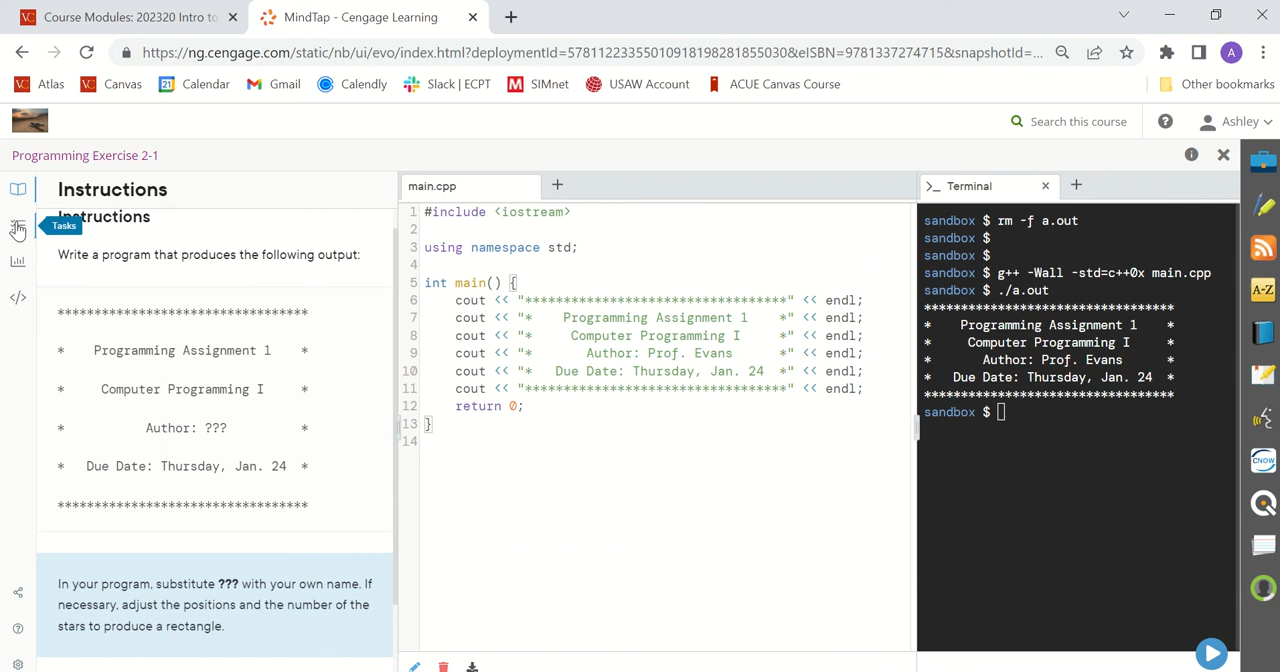 Course Modules: 202320 Intro to
MindTap - Cengage Learning
https://ng.cengage.com/static/nb/ui/evo/index.html?deploymentId=57811223355010918198281855030&eISBN=9781337274715&snapshotId=...
A
VC Atlas
VC Canvas
27 Calendar
Gmail
Calendly
Slack | ECPT
M SIMnet
USAW Account
ACUE Canvas Course
Other bookmarks
Search this course
Ashley
Programming Exercise 2-1
Instructions
Instructions
Tasks
Write a program that produces the following output:
**********************************
* Programming Assignment 1 *
* Computer Programming I *
* Author: ??? *
* Due Date: Thursday, Jan. 24 *
**********************************
In your program, substitute ??? with your own name. If
necessary, adjust the positions and the number of the
stars to produce a rectangle.
main.cpp
1 #include <iostream>
2
3 using namespace std;
4
5 int main() {
6 cout << "**********************************" << endl;
7 cout << "*    Programming Assignment 1    *" << endl;
8 cout << "*     Computer Programming I     *" << endl;
9 cout << "*       Author: Prof. Evans      *" << endl;
10 cout << "*   Due Date: Thursday, Jan. 24  *" << endl;
11 cout << "**********************************" << endl;
12 return 0;
13 }
14
>_ Terminal
sandbox $ rm -f a.out
sandbox $
sandbox $
sandbox $ g++ -Wall -std=c++0x main.cpp
sandbox $ ./a.out
**********************************
*    Programming Assignment 1    *
*     Computer Programming I     *
*       Author: Prof. Evans      *
*   Due Date: Thursday, Jan. 24  *
**********************************
sandbox $
A-Z
CNOW